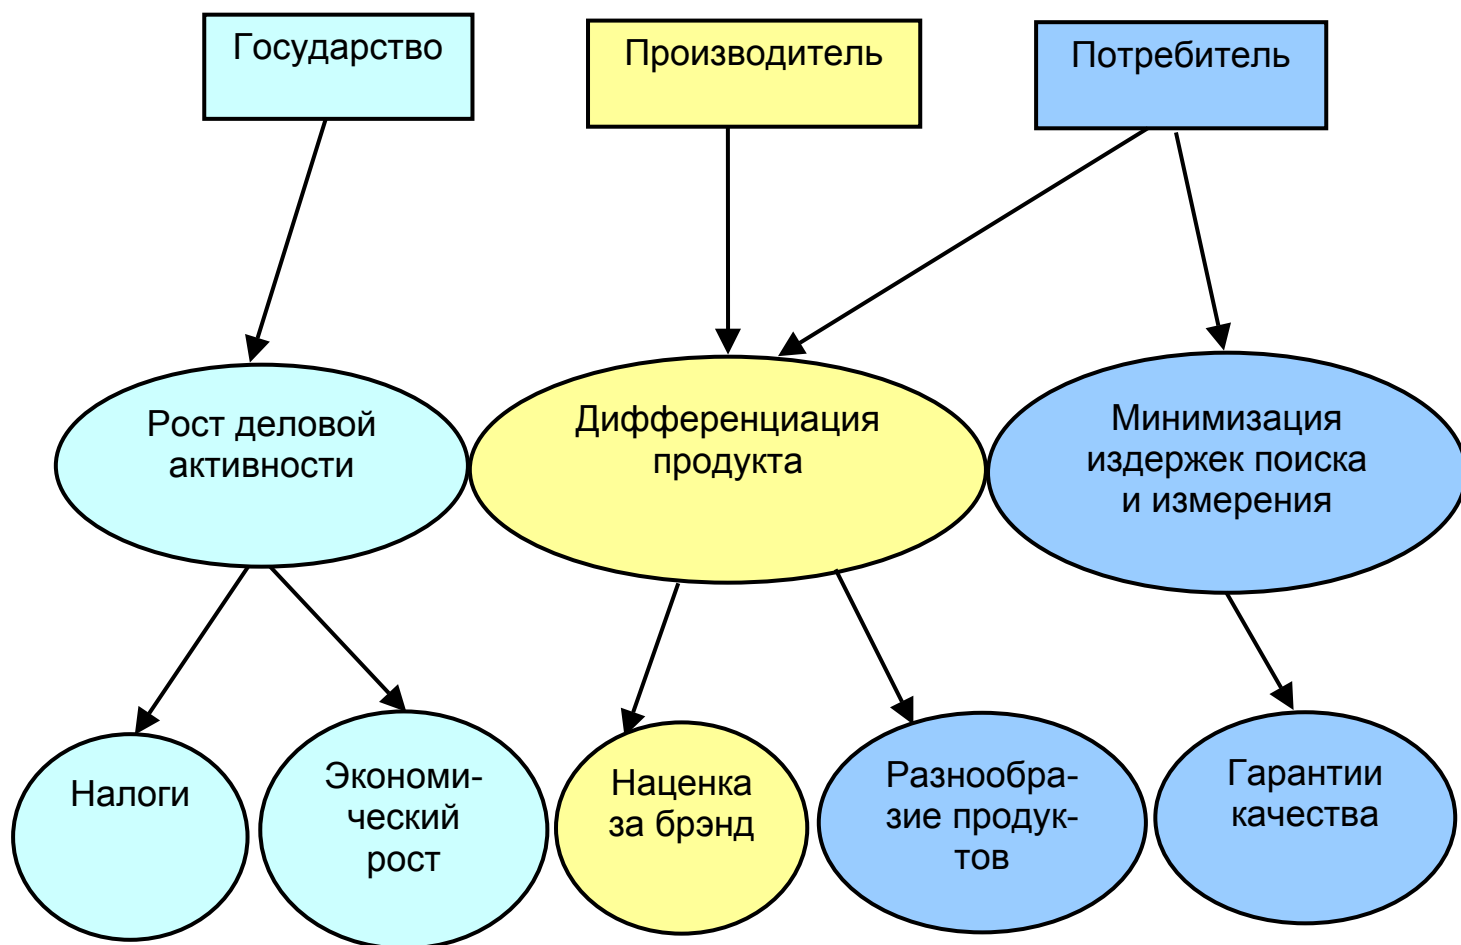 Государство
Производитель
Потребитель
Рост деловой
активности
Дифференциация
продукта
Минимизация
издержек поиска
и измерения
Налоги
Экономи-
ческий
рост
Наценка
за брэнд
Разнообра-
зие продук-
тов
Гарантии
качества